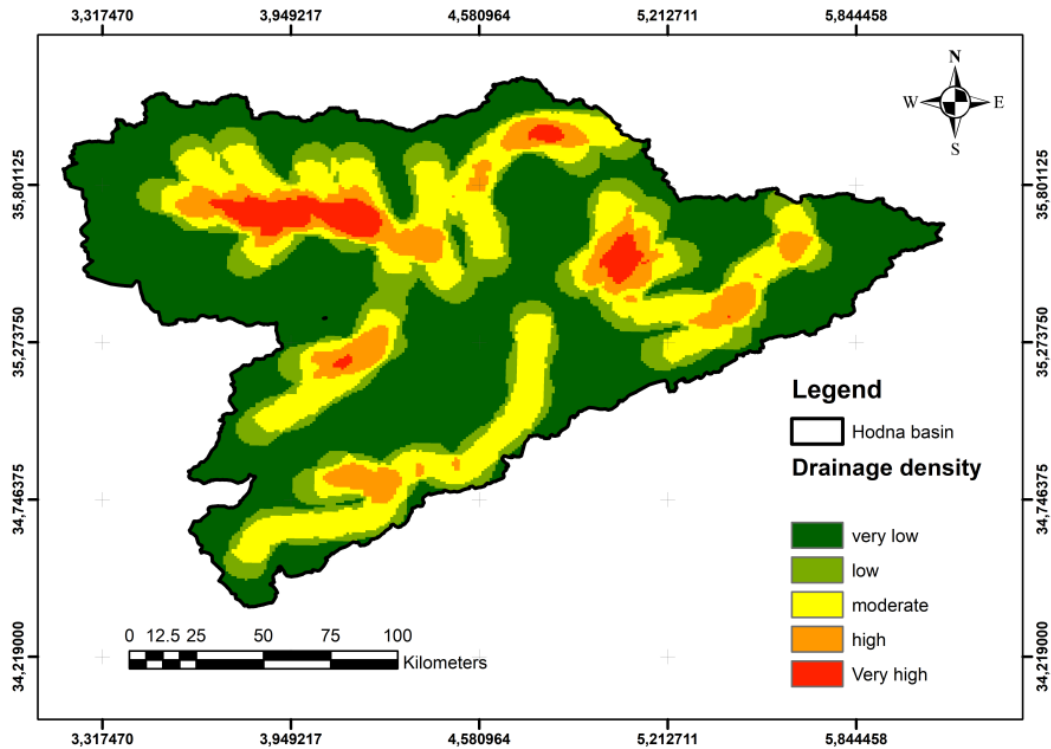 3,317470 3,949217 4,580964 5,212711 5,844458
N
W E
S
35,801125 35,801125
35,273750 35,273750
34,746375 34,746375
34,219000 34,219000
Legend
Hodna basin
Drainage density
very low
low
moderate
high
Very high
0 12.5 25 50 75 100
Kilometers
3,317470 3,949217 4,580964 5,212711 5,844458